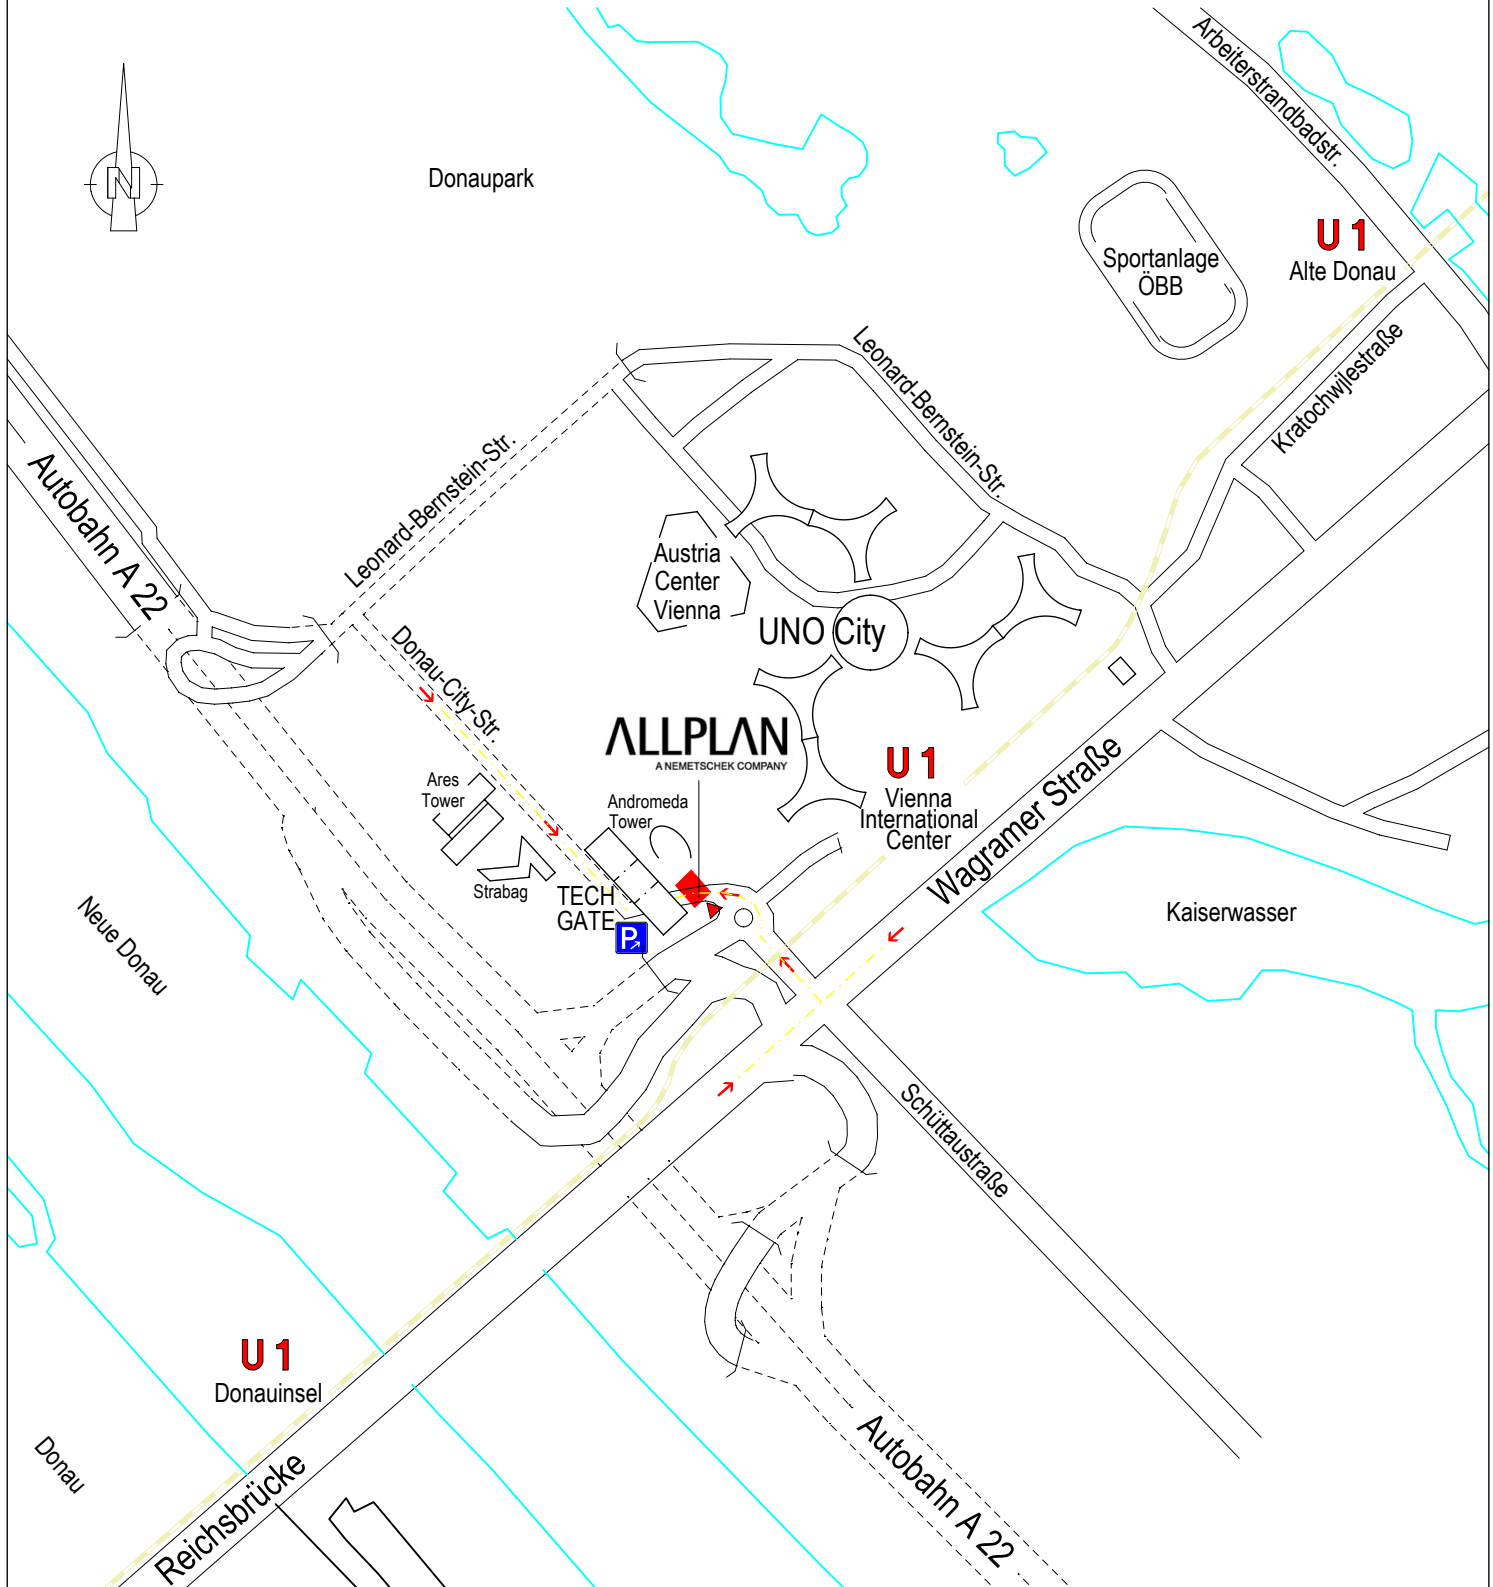 Arbeiterstrandbadstr.
N
Donaupark
U 1
Alte Donau
Sportanlage
ÖBB
Kratochwjlestraße
Leonard-Bernstein-Str.
Leonard-Bernstein-Str.
Autobahn A 22
Austria
Center
Vienna
UNO City
Donau-City-Str.
ALLPLAN
A NEMETSCHEK COMPANY
U 1
Vienna
International
Center
Wagramer Straße
Ares
Tower
Andromeda
Tower
Strabag
TECH
GATE
P
Kaiserwasser
Neue Donau
Schüttaustraße
U 1
Donauinsel
Donau
Reichsbrücke
Autobahn A 22